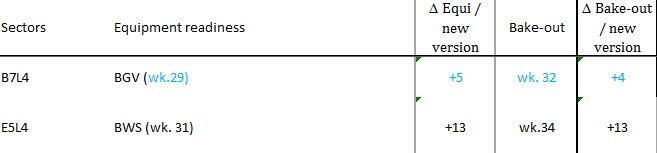 Sectors Equipment readiness Δ Equi / new version Bake-out Δ Bake-out / new version
B7L4 BGV (wk.29) +5 wk. 32 +4
E5L4 BWS (wk. 31) +13 wk.34 +13